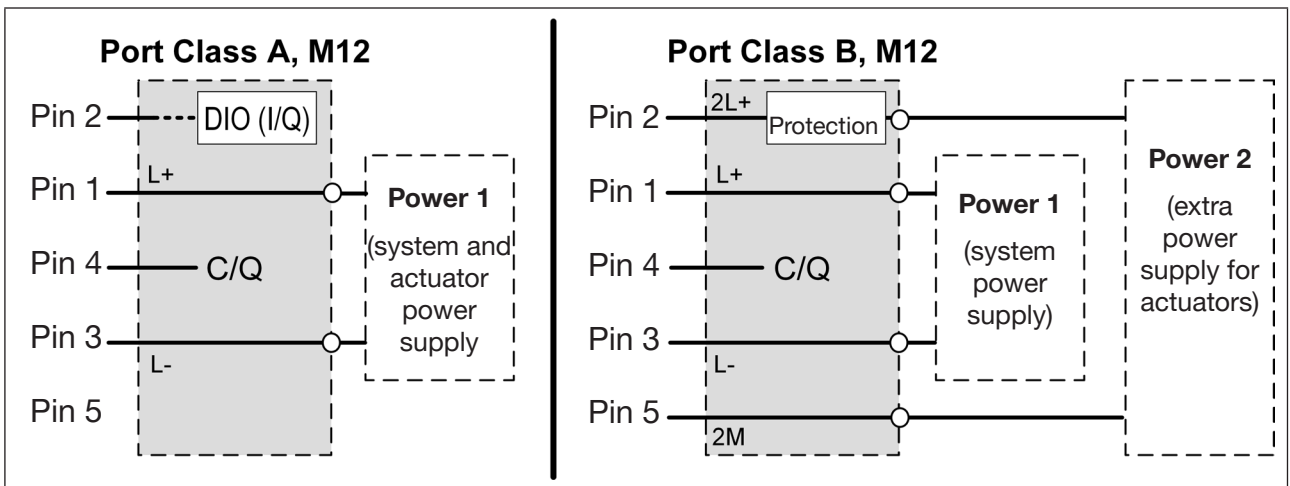 Port Class A, M12
Pin 2
DIO (I/Q)
Pin 1
L+
Pin 4
C/Q
Pin 3
L-
Pin 5
Power 1
(system and
actuator
power
supply
Port Class B, M12
Pin 2
2L+
Protection
Pin 1
L+
Pin 4
C/Q
Pin 3
L-
Pin 5
2M
Power 1
(system
power
supply)
Power 2
(extra
power
supply for
actuators)